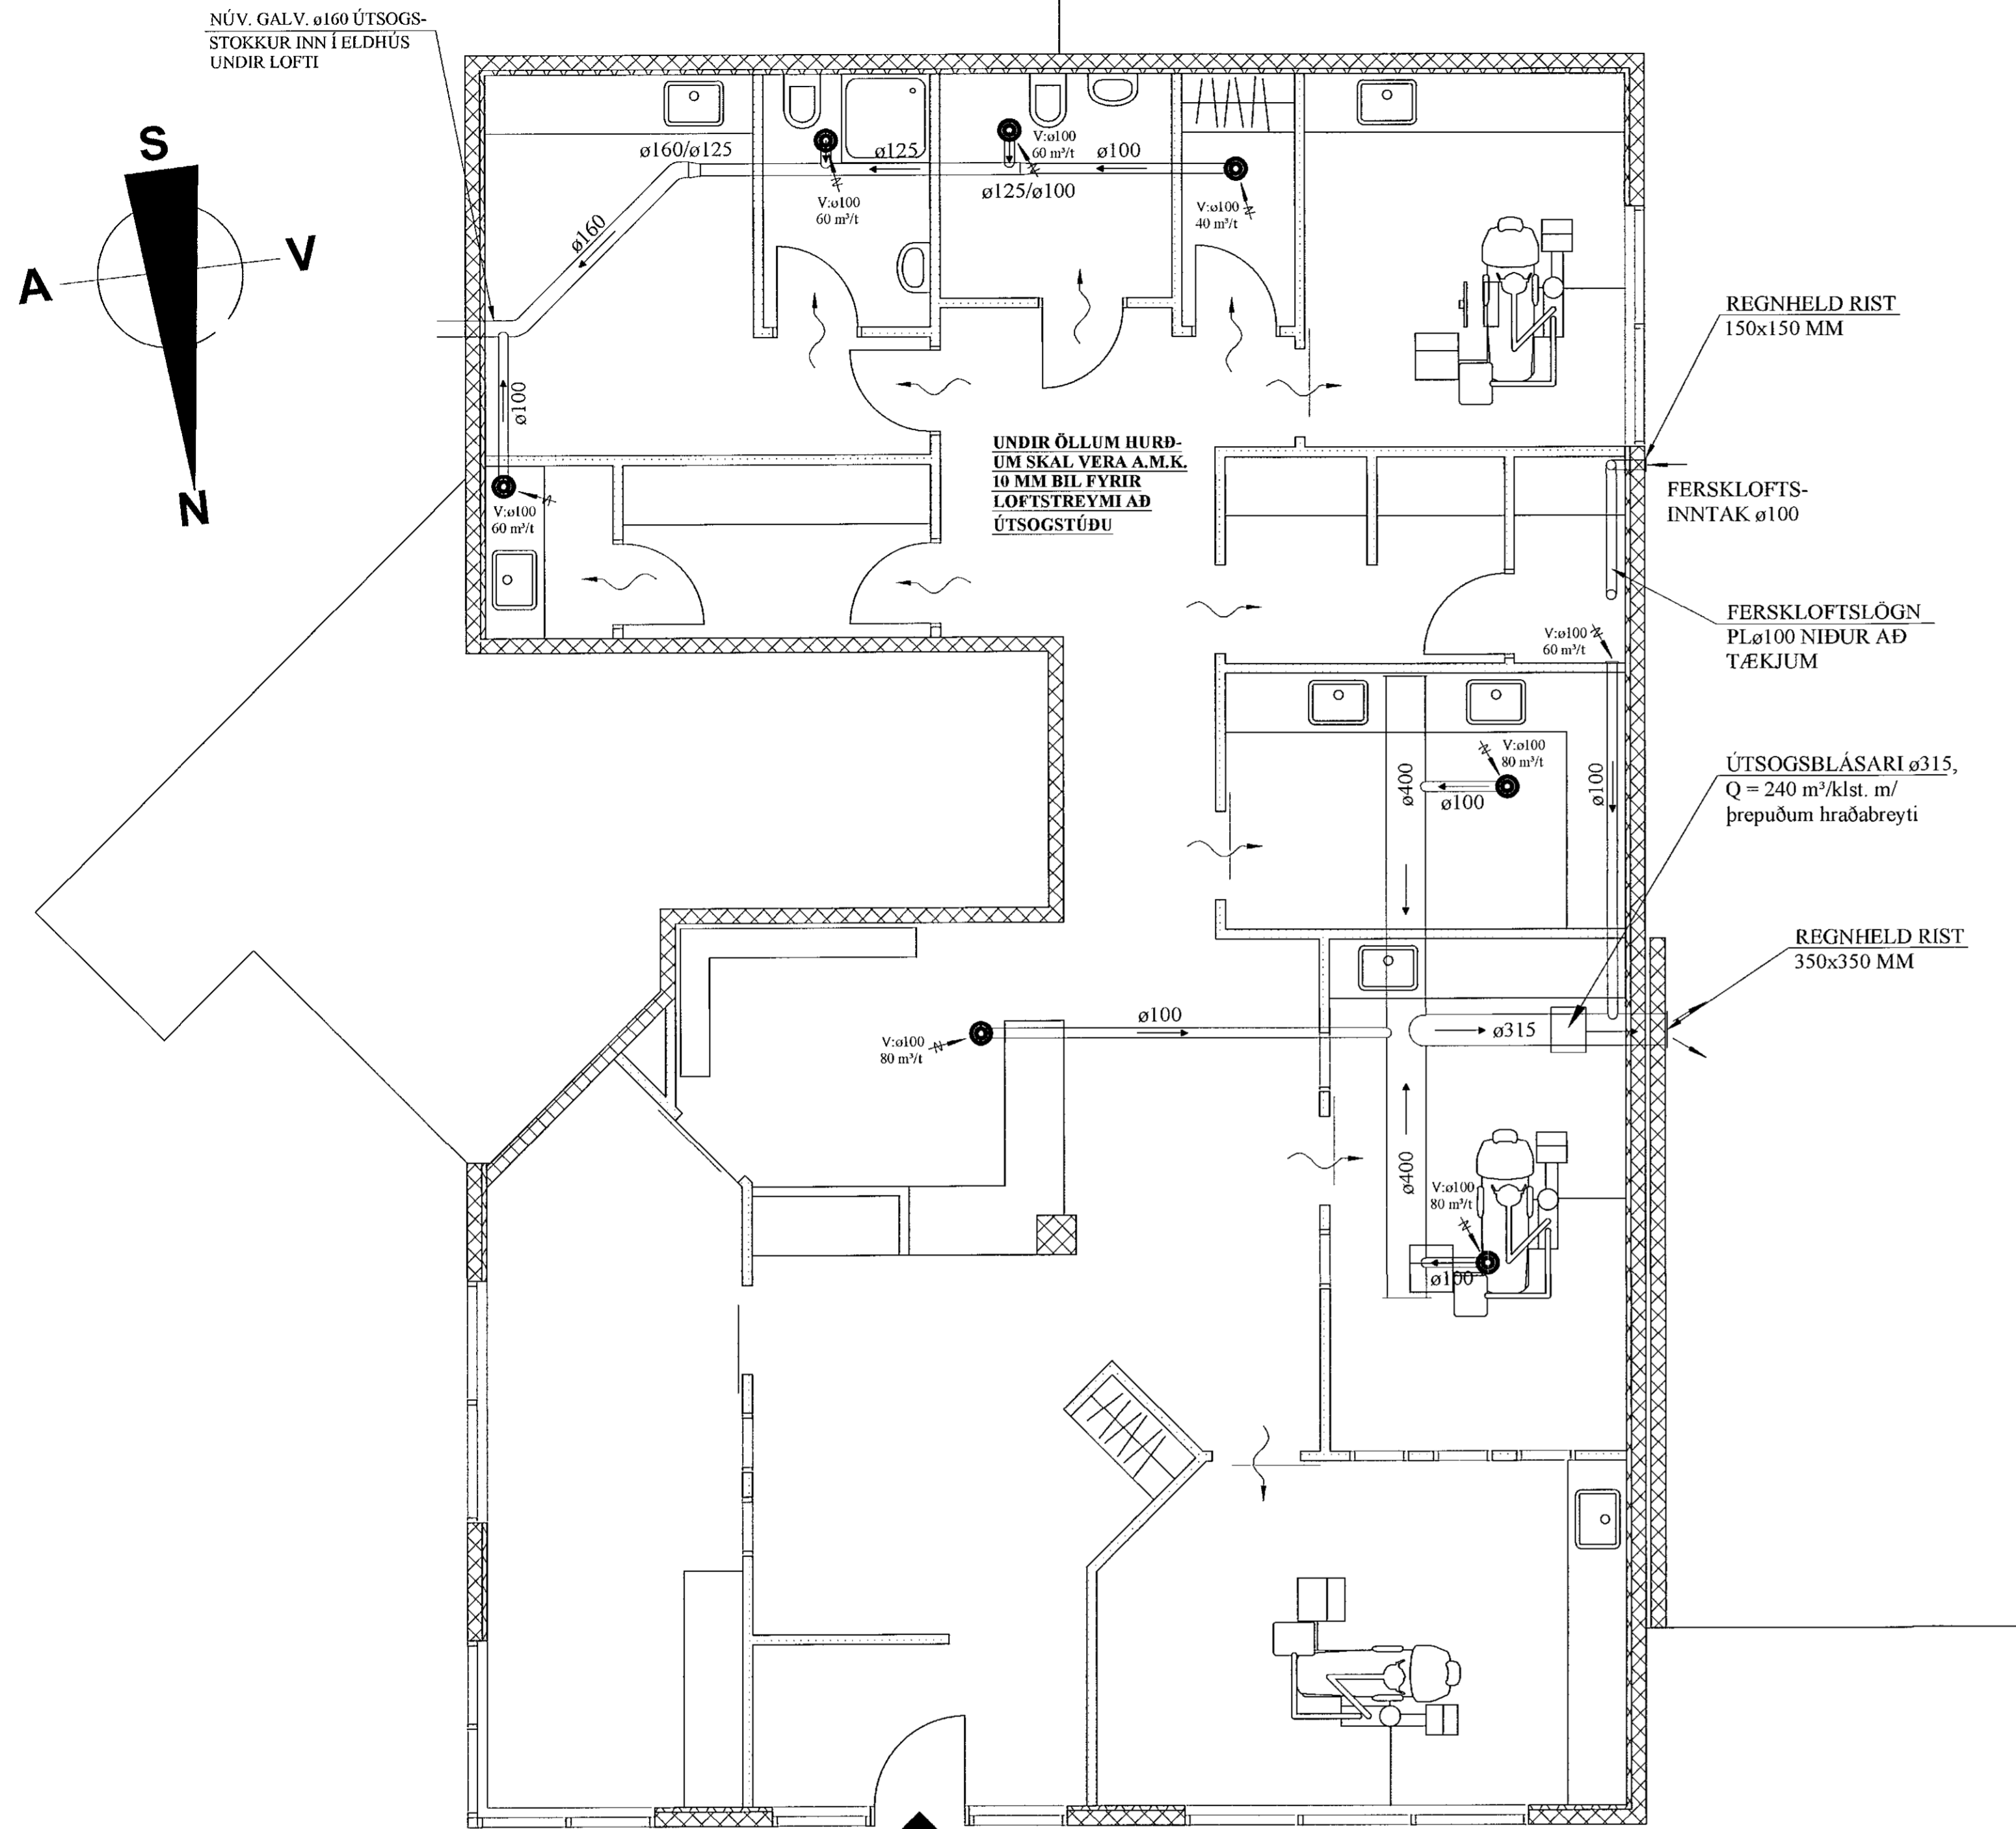 NÚV. GALV. ø160 ÚTSOGS-
STOKKUR INN Í ELDHÚS
UNDIR LOFTI
S
A
V
N
ø160/ø125
ø125
V:ø100
60 m³/t
ø100
ø125/ø100
V:ø100
60 m³/t
V:ø100
40 m³/t
ø160
ø100
V:ø100
60 m³/t
UNDIR ÖLLUM HURÐ-
UM SKAL VERA A.M.K.
10 MM BIL FYRIR
LOFTSTREYMI AÐ
ÚTSOGSTÚÐU
REGNHELD RIST
150x150 MM
FERSKLOFTS-
INNTAK ø100
FERSKLOFTSLÖGN
PLø100 NIÐUR AÐ
TÆKJUM
V:ø100
60 m³/t
V:ø100
80 m³/t
ø400
ø100
ø100
ÚTSOGSBLÁSARI ø315,
Q = 240 m³/klst. m/
þrepuðum hraðabreyti
REGNHELD RIST
350x350 MM
ø100
ø315
V:ø100
80 m³/t
ø400
V:ø100
80 m³/t
ø100